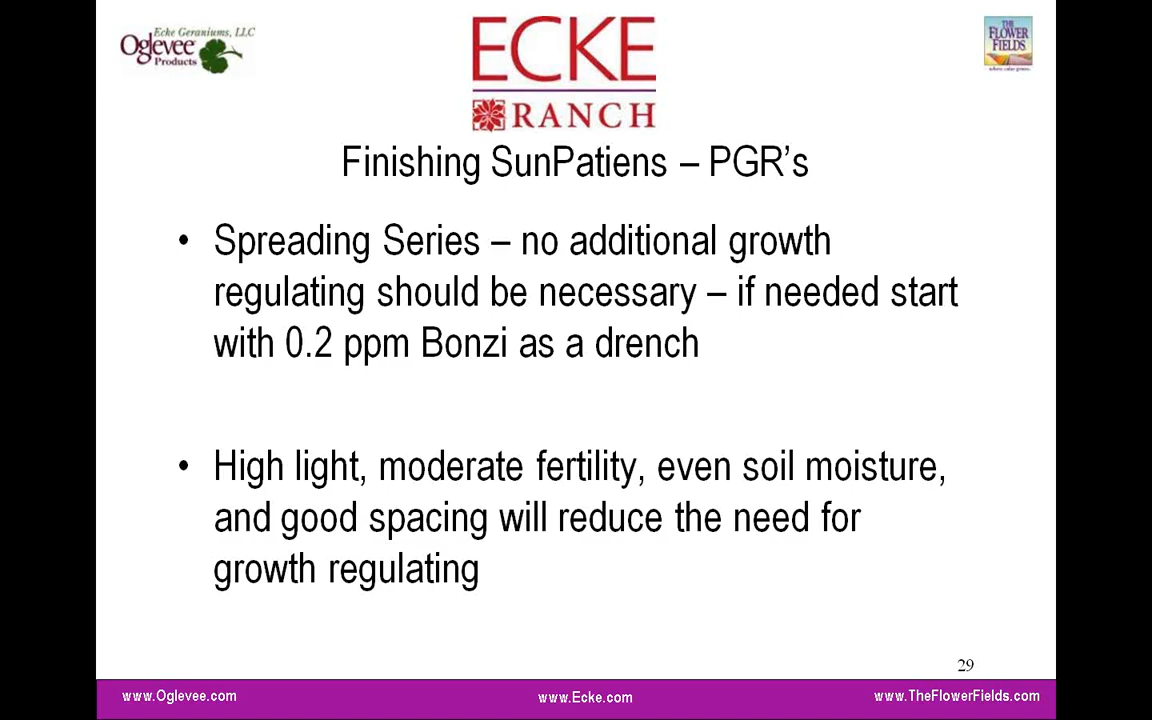 Ecke Geraniums, LLC
Oglevee
Products
ECKE
RANCH
THE
FLOWER
FIELDS
Finishing SunPatiens – PGR's
• Spreading Series – no additional growth
regulating should be necessary – if needed start
with 0.2 ppm Bonzi as a drench
• High light, moderate fertility, even soil moisture,
and good spacing will reduce the need for
growth regulating
29
www.Oglevee.com
www.Ecke.com
www.TheFlowerFields.com